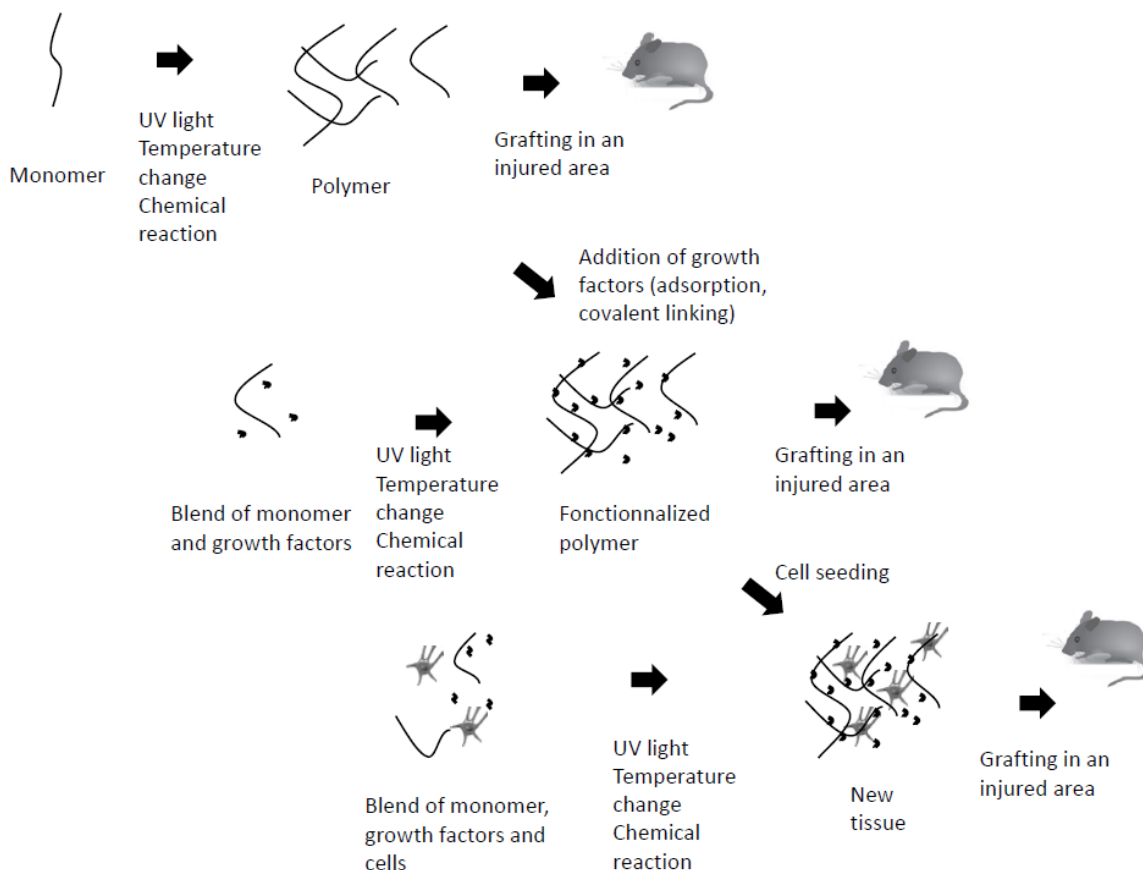 Monomer
UV light
Temperature
change
Chemical
reaction
Polymer
Grafting in an
injured area
Addition of growth
factors (adsorption,
covalent linking)
Blend of monomer
and growth factors
UV light
Temperature
change
Chemical
reaction
Fonctionnalized
polymer
Grafting in an
injured area
Cell seeding
Blend of monomer,
growth factors and
cells
UV light
Temperature
change
Chemical
reaction
New
tissue
Grafting in an
injured area